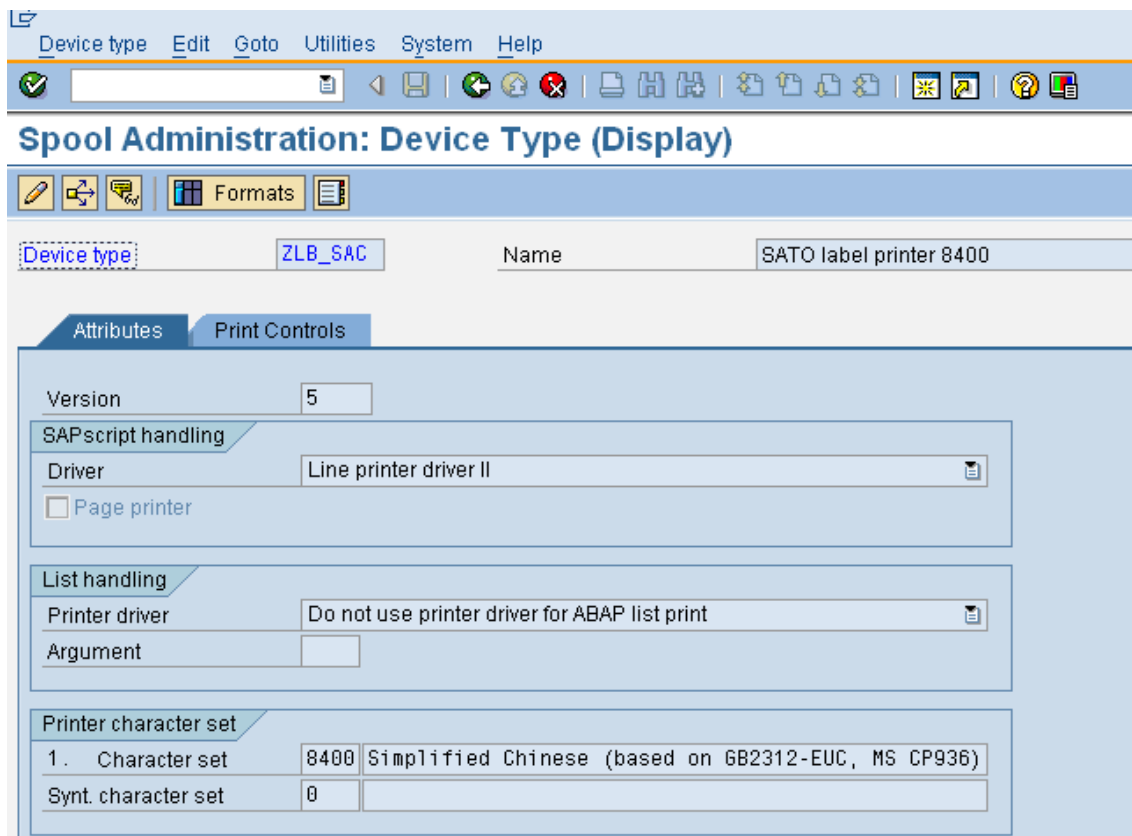 Device type Edit Goto Utilities System Help
Spool Administration: Device Type (Display)
Formats
Device type ZLB_SAC Name SATO label printer 8400
Attributes Print Controls
Version 5
SAPscript handling
Driver Line printer driver II
Page printer
List handling
Printer driver Do not use printer driver for ABAP list print
Argument
Printer character set
1. Character set 8400 Simplified Chinese (based on GB2312-EUC, MS CP936)
Synt. character set 0